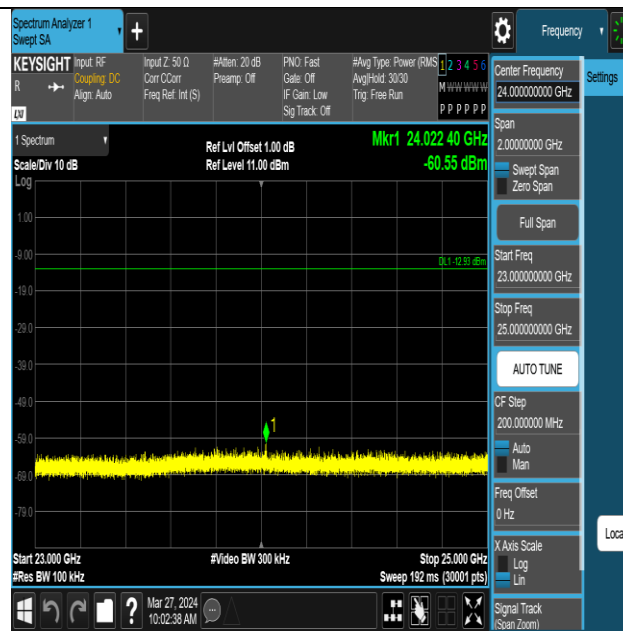 Spectrum Analyzer 1
Swept SA
+
Frequency
KEYSIGHT
R
LXI
Input: RF
Coupling: DC
Align: Auto
Input Z: 50 Ω
Corr CCorr
Freq Ref: Int (S)
#Atten: 20 dB
Preamp: Off
PNO: Fast
Gate: Off
IF Gain: Low
Sig Track: Off
#Avg Type: Power (RMS
Avg|Hold: 30/30
Trig: Free Run
1 2 3 4 5 6
M W W W W W
P P P P P P
1 Spectrum
Scale/Div 10 dB
Log
Ref Lvl Offset 1.00 dB
Ref Level 11.00 dBm
Mkr1 24.022 40 GHz
-60.55 dBm
1.00
-9.00
DL1 -12.93 dBm
-19.0
-29.0
-39.0
-49.0
1
-59.0
-69.0
-79.0
Start 23.000 GHz
#Res BW 100 kHz
#Video BW 300 kHz
Stop 25.000 GHz
Sweep 192 ms (30001 pts)
Mar 27, 2024
10:02:38 AM
?
Center Frequency
24.000000000 GHz
Settings
Span
2.00000000 GHz
Swept Span
Zero Span
Full Span
Start Freq
23.000000000 GHz
Stop Freq
25.000000000 GHz
AUTO TUNE
CF Step
200.000000 MHz
Auto
Man
Freq Offset
0 Hz
Loca
X Axis Scale
Log
Lin
Signal Track
(Span Zoom)